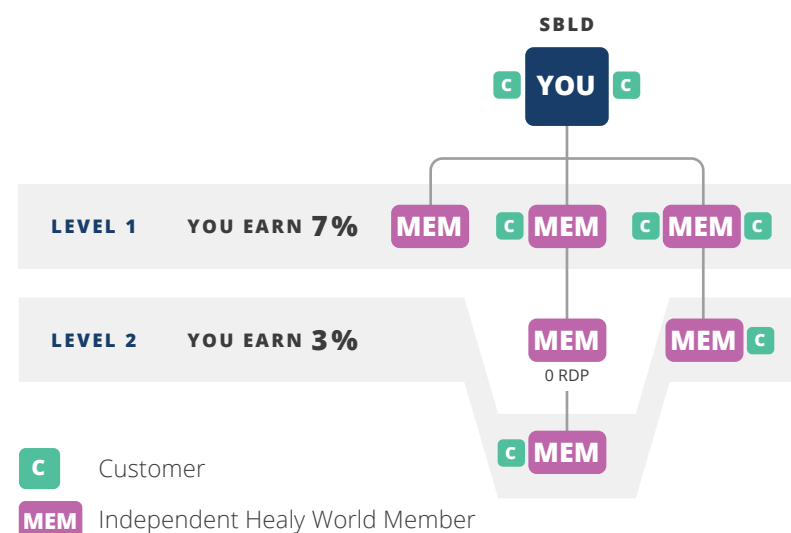 SBLD
C YOU C
LEVEL 1 YOU EARN 7% MEM C MEM C MEM C
LEVEL 2 YOU EARN 3% MEM MEM C
0 RDP
C MEM
C Customer
MEM Independent Healy World Member